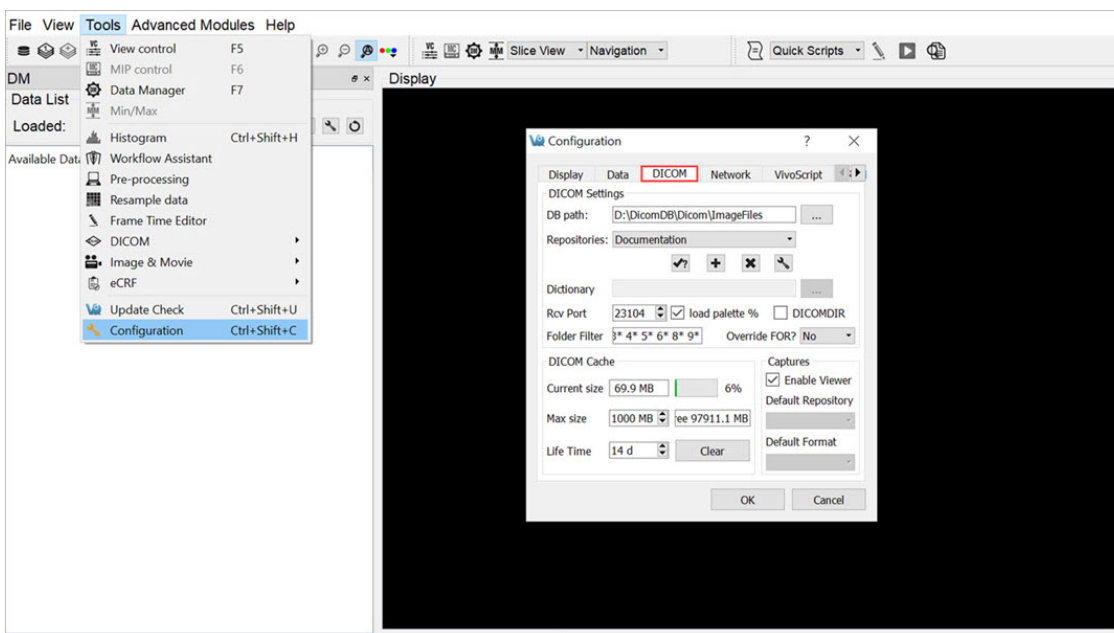 File View Tools Advanced Modules Help
Slice View Navigation Quick Scripts
DM
Data List
Loaded:
Available Data
View control F5
MIP control F6
Data Manager F7
Min/Max
Histogram Ctrl+Shift+H
Workflow Assistant
Pre-processing
Resample data
Frame Time Editor
DICOM
Image & Movie
eCRF
Update Check Ctrl+Shift+U
Configuration Ctrl+Shift+C
Display
Configuration ? ×
Display Data DICOM Network VivoScript
DICOM Settings
DB path: D:\DicomDB\Dicom\ImageFiles ...
Repositories: Documentation
Dictionary ...
Rcv Port 23104 load palette % DICOMDIR
Folder Filter 3* 4* 5* 6* 8* 9* Override FOR? No
DICOM Cache
Current size 69.9 MB 6%
Max size 1000 MB ree 97911.1 MB
Life Time 14 d Clear
Captures
Enable Viewer
Default Repository
Default Format
OK Cancel